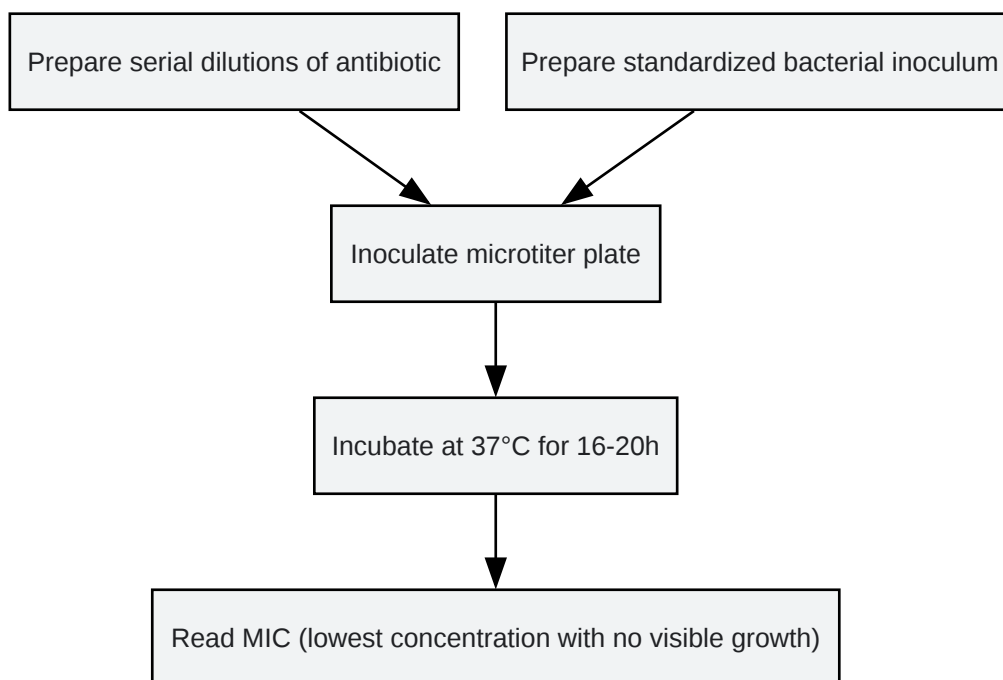 Prepare serial dilutions of antibiotic
Prepare standardized bacterial inoculum
Inoculate microtiter plate
Incubate at 37°C for 16-20h
Read MIC (lowest concentration with no visible growth)